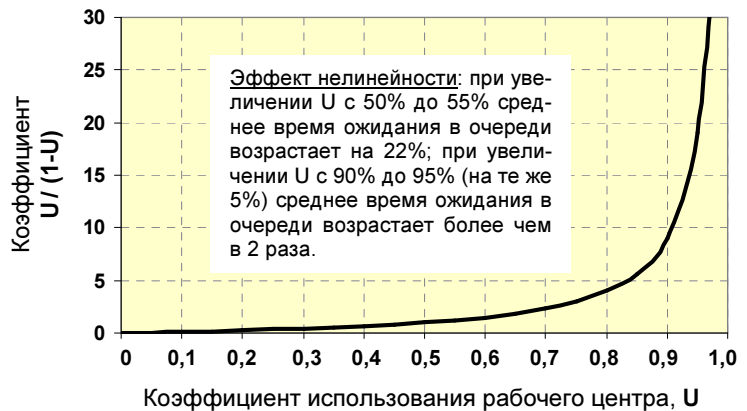 30
25
20
15
10
5
0
Коэффициент
U / (1-U)
Эффект нелинейности: при уве-
личении U с 50% до 55% сред-
нее время ожидания в очереди
возрастает на 22%; при увели-
чении U с 90% до 95% (на те же
5%) среднее время ожидания в
очереди возрастает более чем
в 2 раза.
0 0,1 0,2 0,3 0,4 0,5 0,6 0,7 0,8 0,9 1,0
Коэффициент использования рабочего центра, U